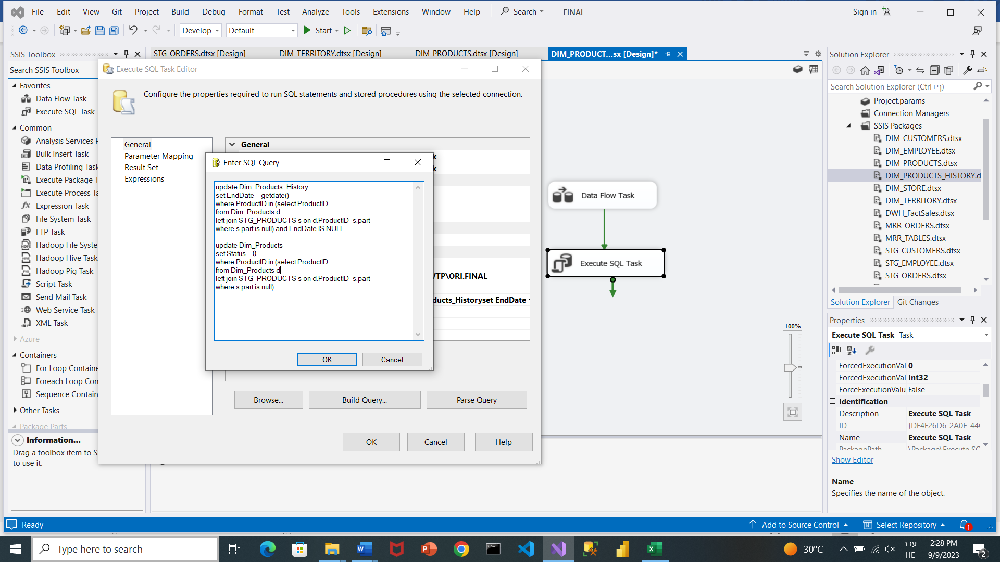 File Edit View Git Project Build Debug Format Test Analyze Tools Extensions Window Help Search FINAL_ Sign in
Develop Default Start
SSIS Toolbox
Search SSIS Toolbox
Favorites
Data Flow Task
Execute SQL Task
Common
Analysis Services P
Bulk Insert Task
Data Profiling Task
Execute Package T
Execute Process Ta
Expression Task
File System Task
FTP Task
Hadoop File Syste
Hadoop Hive Task
Hadoop Pig Task
Script Task
Send Mail Task
Web Service Task
XML Task
Azure
Containers
For Loop Containe
Foreach Loop Con
Sequence Contain
Other Tasks
Package Parts
Information...
Drag a toolbox item to S
to use it.
STG_ORDERS.dtsx [Design] DIM_TERRITORY.dtsx [Design] DIM_PRODUCTS.dtsx [Design] DIM_PRODUCT...sx [Design]*
Execute SQL Task Editor
Configure the properties required to run SQL statements and stored procedures using the selected connection.
General
Parameter Mapping
Result Set
Expressions
General
Enter SQL Query
update Dim_Products_History
set EndDate = getdate()
where ProductID in (select ProductID
from Dim_Products d
left join STG_PRODUCTS s on d.ProductID=s.part
where s.part is null) and EndDate IS NULL
update Dim_Products
set Status = 0
where ProductID in (select ProductID
from Dim_Products d
left join STG_PRODUCTS s on d.ProductID=s.part
where s.part is null)
OK Cancel
k
k
/TP\ORI.FINAL
ducts_Historyset EndDate =
Browse... Build Query... Parse Query
OK Cancel Help
Data Flow Task
Execute SQL Task
100%
Solution Explorer
Search Solution Explorer (Ctrl+ף)
Project.params
Connection Managers
SSIS Packages
DIM_CUSTOMERS.dtsx
DIM_EMPLOYEE.dtsx
DIM_PRODUCTS.dtsx
DIM_PRODUCTS_HISTORY.d
DIM_STORE.dtsx
DIM_TERRITORY.dtsx
DWH_FactSales.dtsx
MRR_ORDERS.dtsx
MRR_TABLES.dtsx
STG_CUSTOMERS.dtsx
STG_EMPLOYEE.dtsx
STG_ORDERS.dtsx
Solution Explorer Git Changes
Properties
Execute SQL Task Task
ForcedExecutionVal 0
ForcedExecutionVal Int32
ForceExecutionValu False
Identification
Description Execute SQL Task
ID {DF4F26D6-2A0E-44C
Name Execute SQL Task
PackagePath \Package\Execute SQ
Show Editor
Name
Specifies the name of the object.
Ready Add to Source Control Select Repository 1
Type here to search
30°C
עבר
HE
2:28 PM
9/9/2023
2